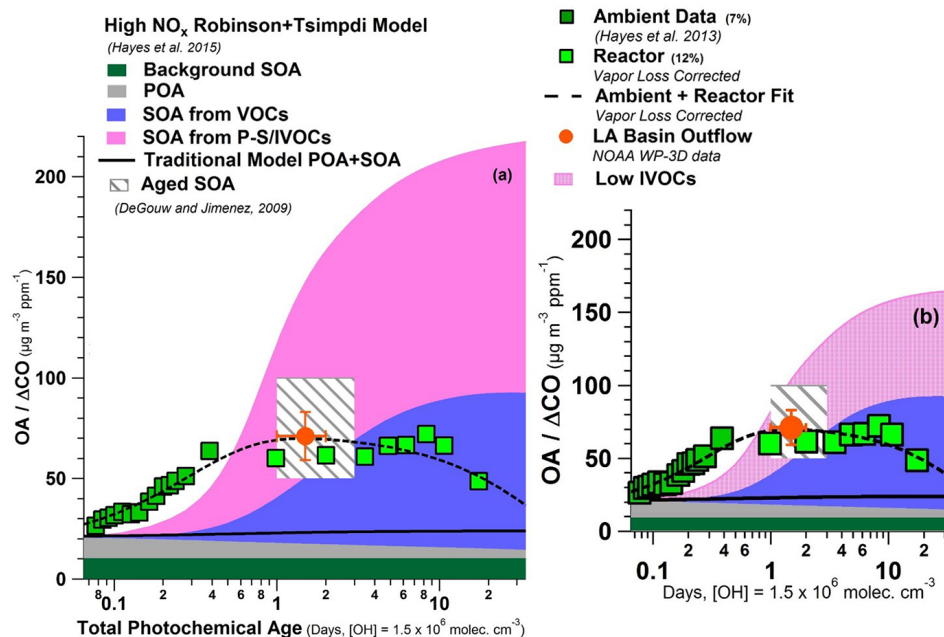 High NOx Robinson+Tsimpdi Model
(Hayes et al. 2015)
Background SOA
POA
SOA from VOCs
SOA from P-S/IVOCs
Traditional Model POA+SOA
Aged SOA
(DeGouw and Jimenez, 2009)
(a)
OA / ΔCO (µg m-3 ppm-1)
200
150
100
50
0
8 2 4 6 8 2 4 6 8 2
0.1 1 10
Total Photochemical Age (Days, [OH] = 1.5 x 10^6 molec. cm-3)
Ambient Data (7%)
(Hayes et al. 2013)
Reactor (12%)
Vapor Loss Corrected
Ambient + Reactor Fit
Vapor Loss Corrected
LA Basin Outflow
NOAA WP-3D data
Low IVOCs
(b)
OA / ΔCO (µg m-3 ppm-1)
200
150
100
50
0
2 4 6 2 4 6 2
0.1 1 10
Days, [OH] = 1.5 x 10^6 molec. cm-3